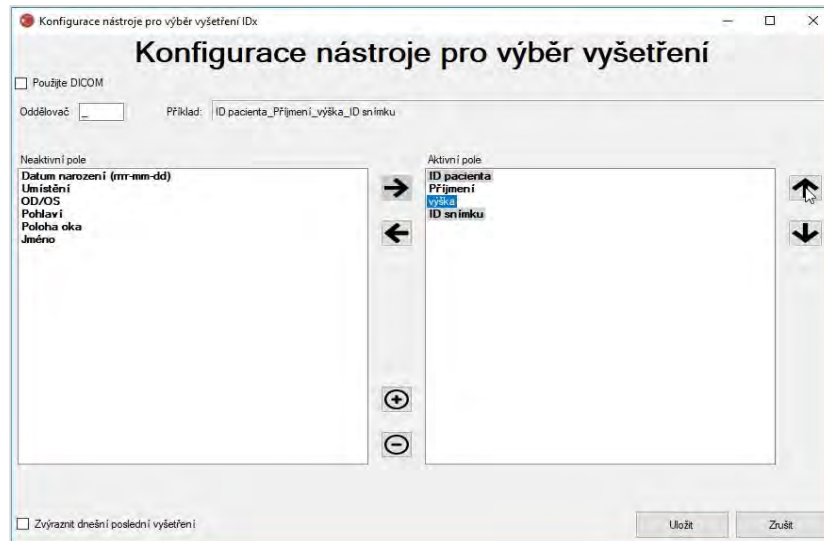 Konfigurace nástroje pro výběr vyšetření IDx
Konfigurace nástroje pro výběr vyšetření
Použijte DICOM
Oddělovač _ Příklad: ID pacienta_Příjmení_výška_ID snímku
Neaktivní pole
Datum narození (rrrr-mm-dd)
Umístění
OD/OS
Pohlaví
Poloha oka
Jméno
Aktivní pole
ID pacienta
Příjmení
výška
ID snímku
Zvýraznit dnešní poslední vyšetření
Uložit
Zrušit